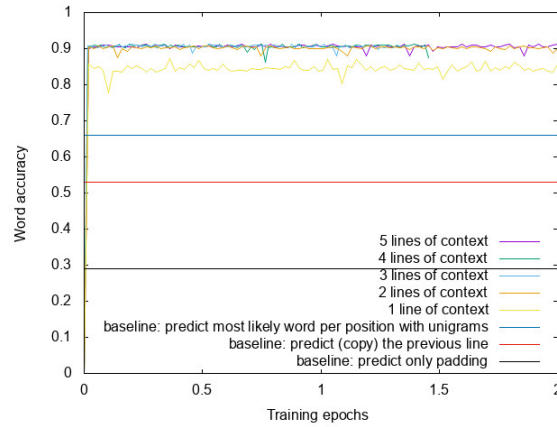 1
0.9
0.8
0.7
0.6
0.5
0.4
0.3
0.2
0.1
0
Word accuracy
5 lines of context
4 lines of context
3 lines of context
2 lines of context
1 line of context
baseline: predict most likely word per position with unigrams
baseline: predict (copy) the previous line
baseline: predict only padding
0 0.5 1 1.5 2
Training epochs